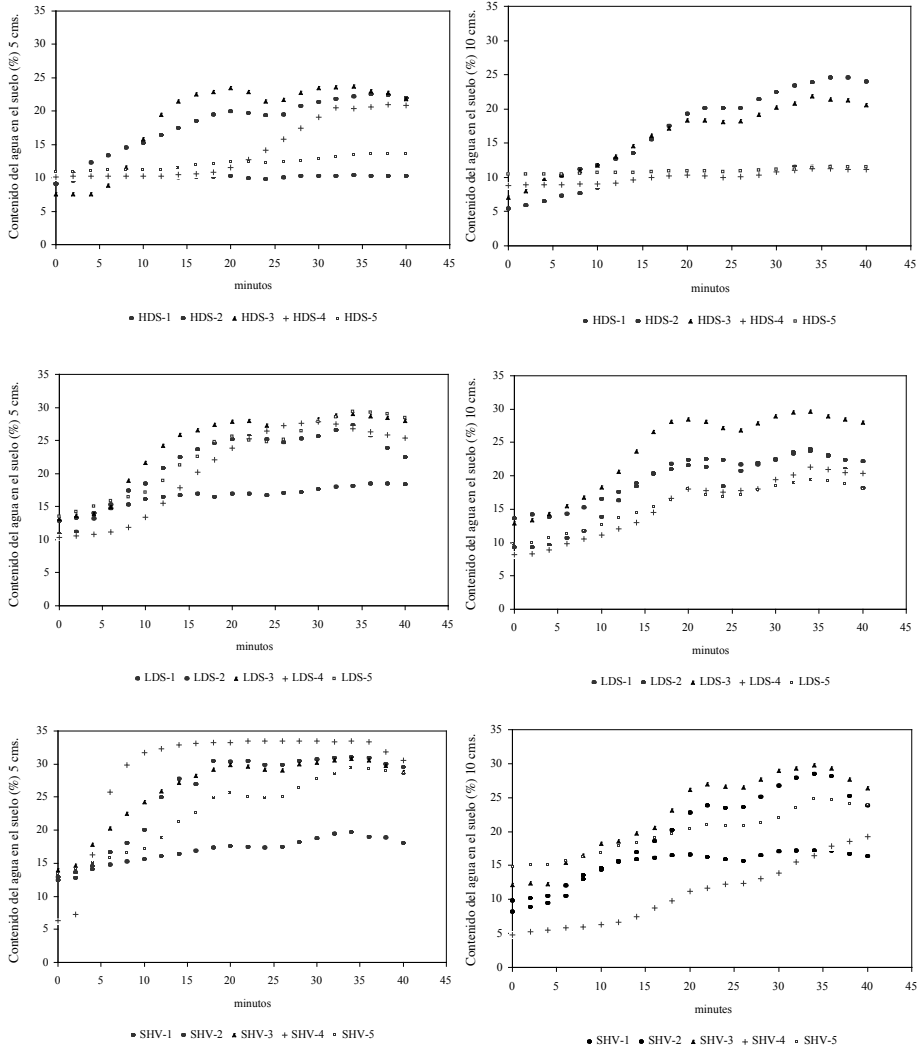 Contenido del agua en el suelo (%) 5 cms.
35
30
25
20
15
10
5
0
0 5 10 15 20 25 30 35 40 45
minutos
HDS-1 HDS-2 HDS-3 HDS-4 HDS-5
Contenido del agua en el suelo (%) 10 cms.
35
30
25
20
15
10
5
0
0 5 10 15 20 25 30 35 40 45
minutos
HDS-1 HDS-2 HDS-3 HDS-4 HDS-5
Contenido del agua en el suelo (%) 5 cms.
35
30
25
20
15
10
5
0
0 5 10 15 20 25 30 35 40 45
minutos
LDS-1 LDS-2 LDS-3 LDS-4 LDS-5
Contenido del agua en el suelo (%) 10 cms.
35
30
25
20
15
10
5
0
0 5 10 15 20 25 30 35 40 45
minutos
LDS-1 LDS-2 LDS-3 LDS-4 LDS-5
Contenido del agua en el suelo (%) 5 cms.
35
30
25
20
15
10
5
0
0 5 10 15 20 25 30 35 40 45
minutos
SHV-1 SHV-2 SHV-3 SHV-4 SHV-5
Contenido del agua en el suelo (%) 10 cms.
35
30
25
20
15
10
5
0
0 5 10 15 20 25 30 35 40 45
minutes
SHV-1 SHV-2 SHV-3 SHV-4 SHV-5